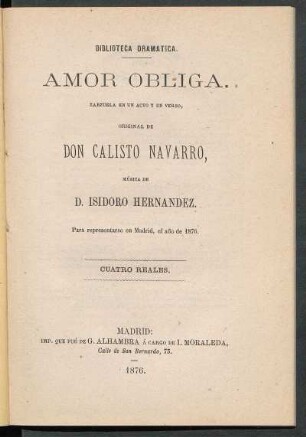 BIBLIOTECA DRAMATICA.
AMOR OBLIGA.
ZARZUELA EN UN ACTO Y EN VERSO,
ORIGINAL DE
DON CALISTO NAVARRO,
MÚSICA DE
D. ISIDORO HERNANDEZ.
Para representarse en Madrid, el año de 1876.
CUATRO REALES.
MADRID:
IMP. QUE FUÉ DE G. ALHAMBRA Á CARGO DE I. MORALEDA,
Calle de San Bernardo, 73.
1876.